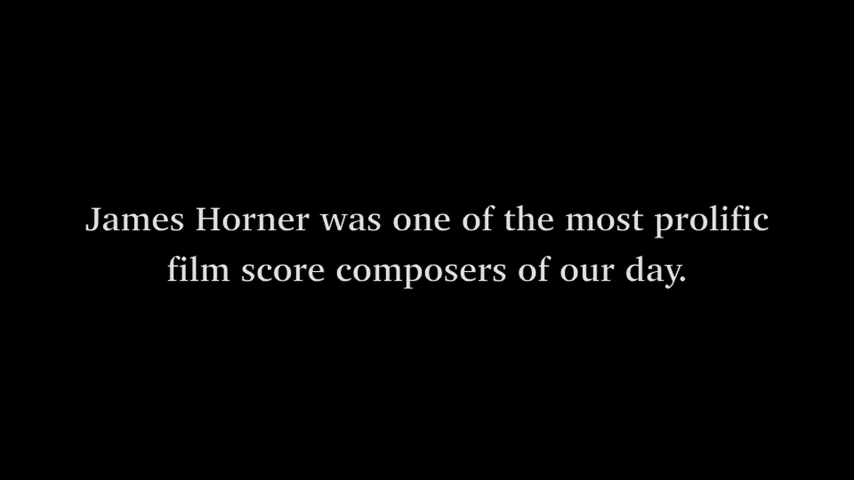 James Horner was one of the most prolific
film score composers of our day.